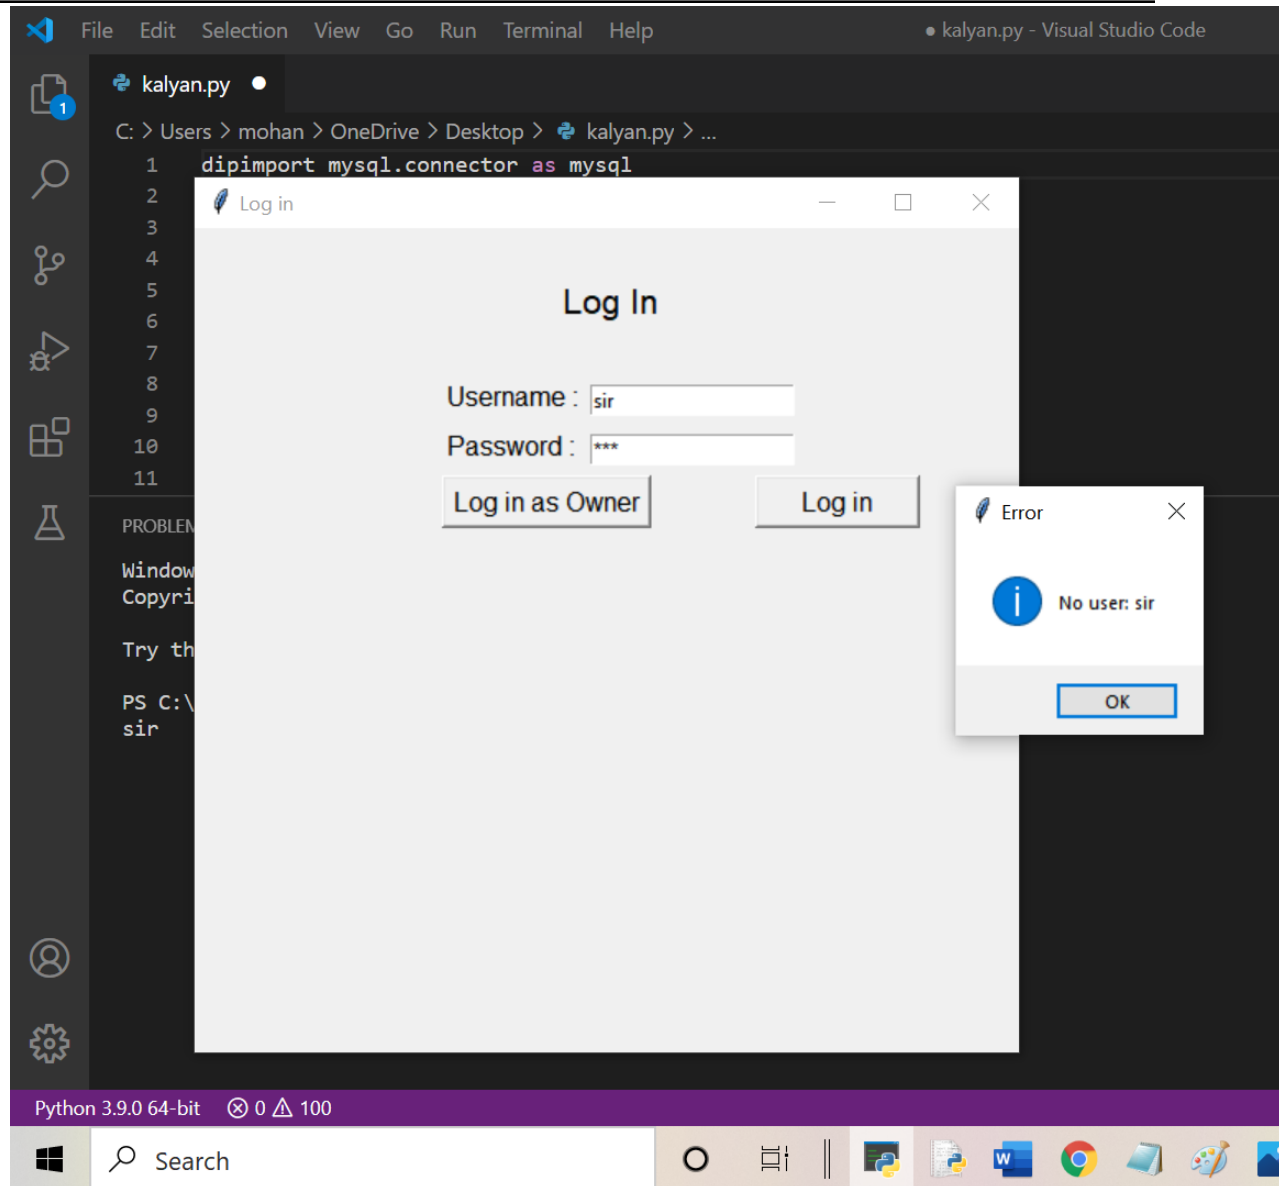 File Edit Selection View Go Run Terminal Help ● kalyan.py - Visual Studio Code
kalyan.py ●
1
C: > Users > mohan > OneDrive > Desktop > kalyan.py > ...
1 dipimport mysql.connector as mysql
2
3
4
5
6
7
8
9
10
11
Log in
Log In
Username : sir
Password : ***
Log in as Owner Log in
Error
No user: sir
OK
PROBLEM
Window
Copyri
Try th
PS C:\
sir
Python 3.9.0 64-bit 0 100
Search